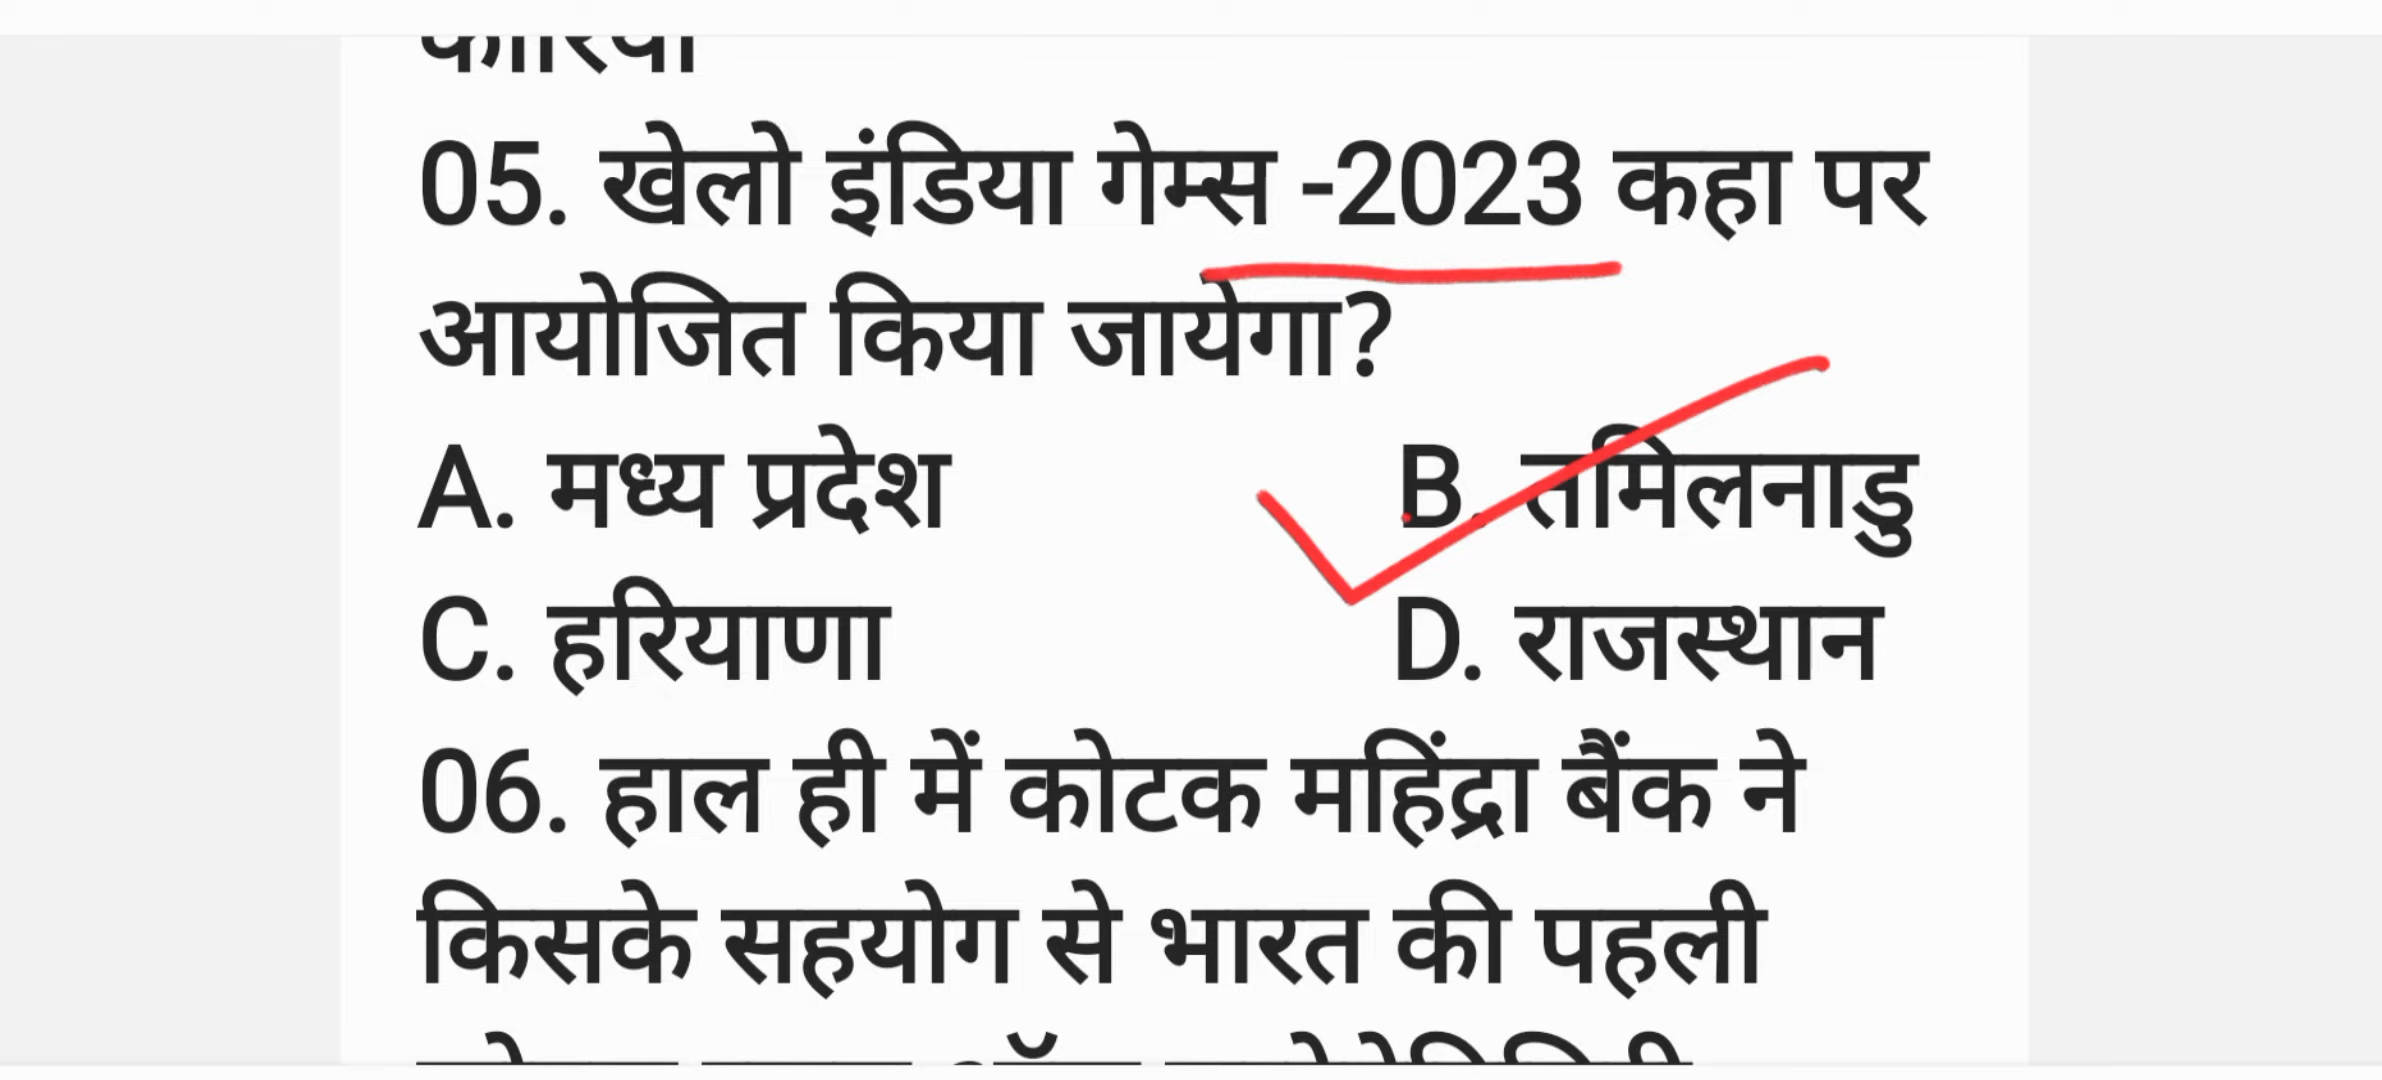 05. खेलो इंडिया गेम्स -2023 कहा पर
आयोजित किया जायेगा?
A. मध्य प्रदेश B. तमिलनाडु
C. हरियाणा D. राजस्थान
06. हाल ही में कोटक महिंद्रा बैंक ने
किसके सहयोग से भारत की पहली